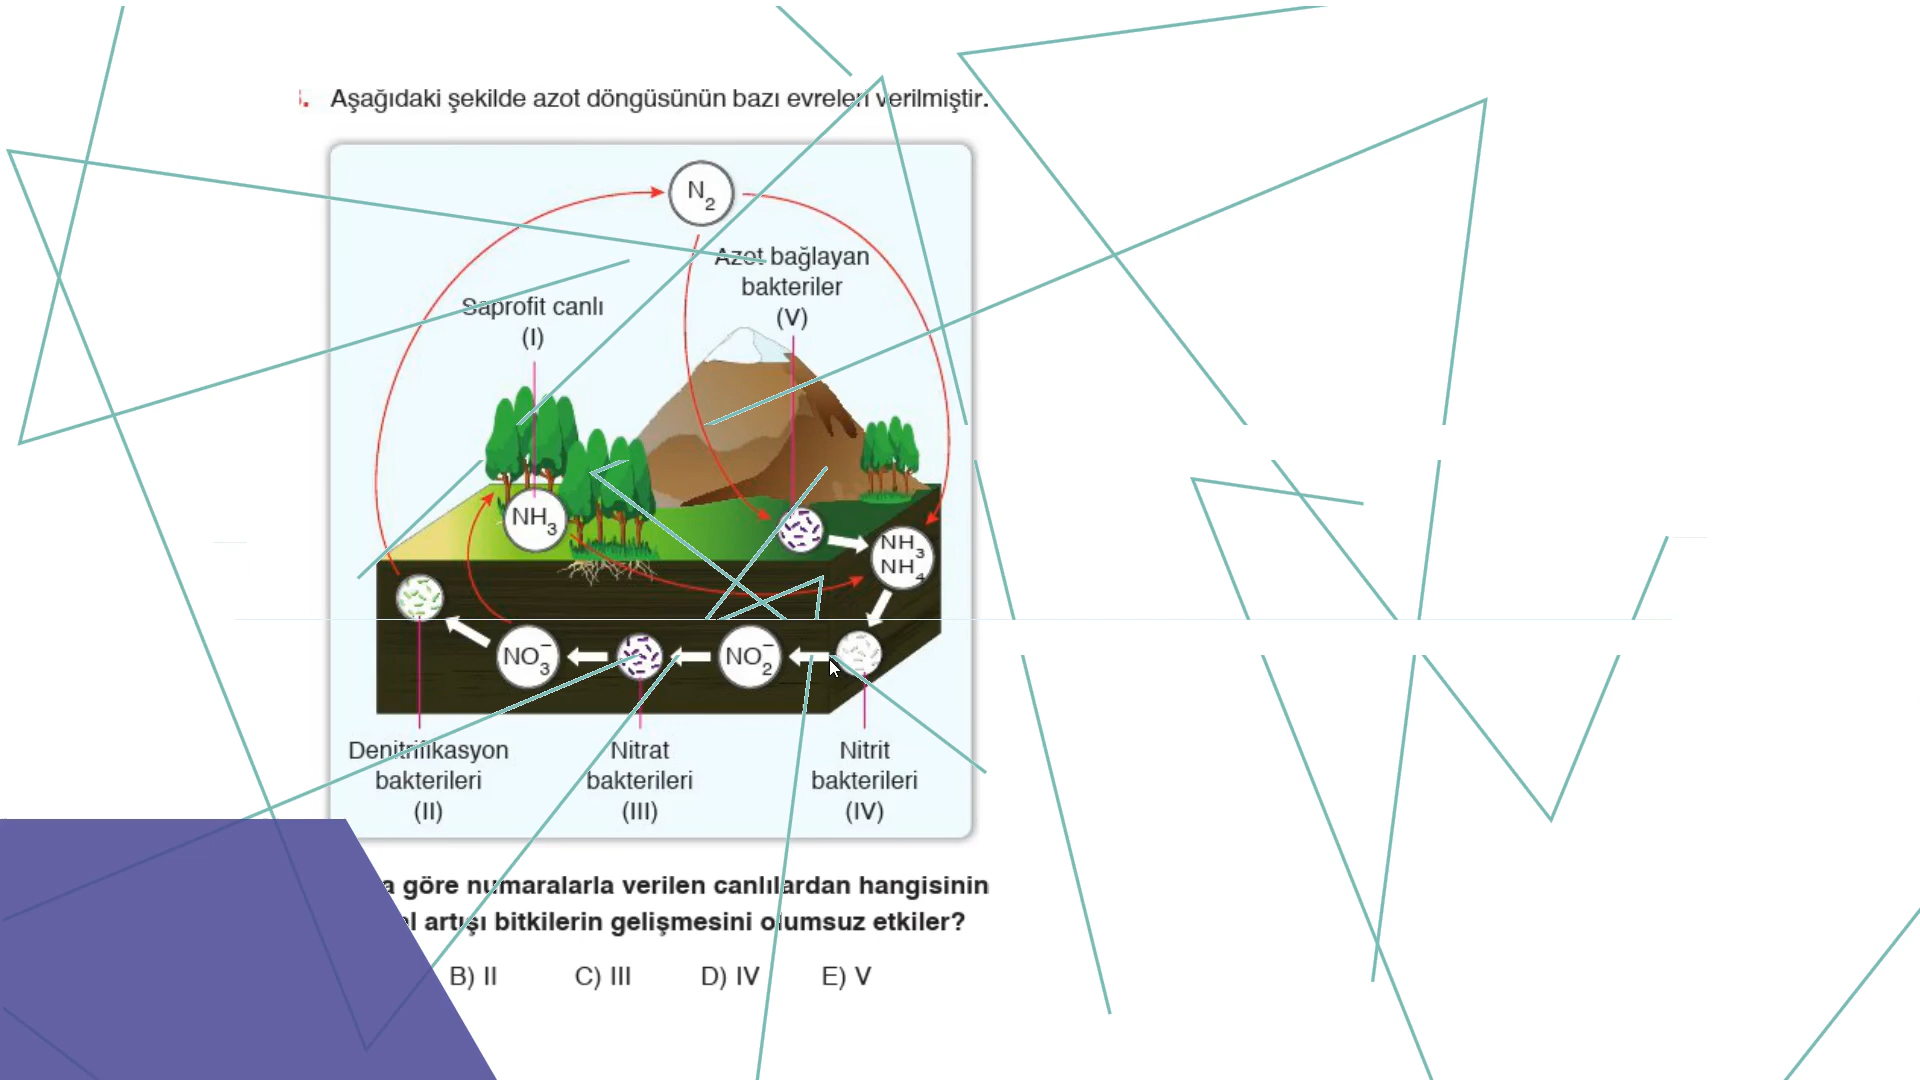 Aşağıdaki şekilde azot döngüsünün bazı evreleri verilmiştir.
N2
Azot bağlayan
bakteriler
(V)
Saprofit canlı
(I)
NH3
NH3
NH4
NO3−
NO2−
Denitrifikasyon
bakterileri
(II)
Nitrat
bakterileri
(III)
Nitrit
bakterileri
(IV)
göre numaralarla verilen canlılardan hangisinin
artışı bitkilerin gelişmesini olumsuz etkiler?
B) II C) III D) IV E) V